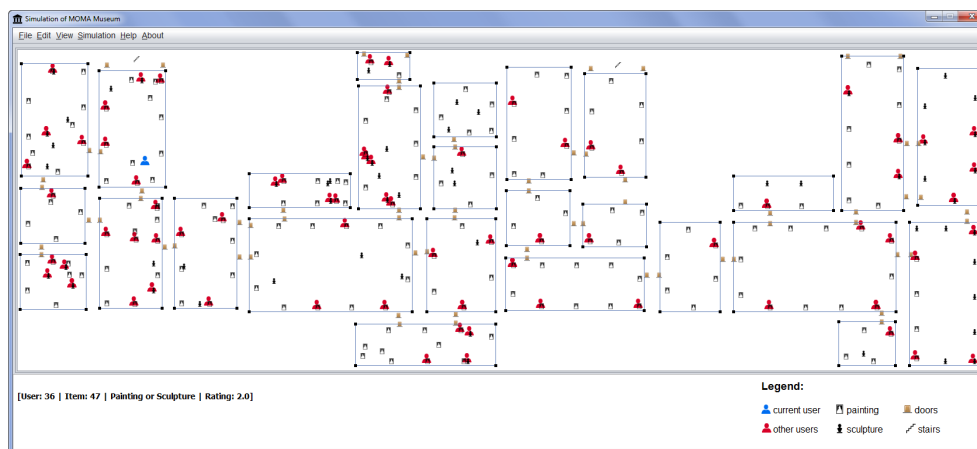 Simulation of MOMA Museum
File Edit View Simulation Help About
[User: 36 | Item: 47 | Painting or Sculpture | Rating: 2.0]
Legend:
current user painting doors
other users sculpture stairs